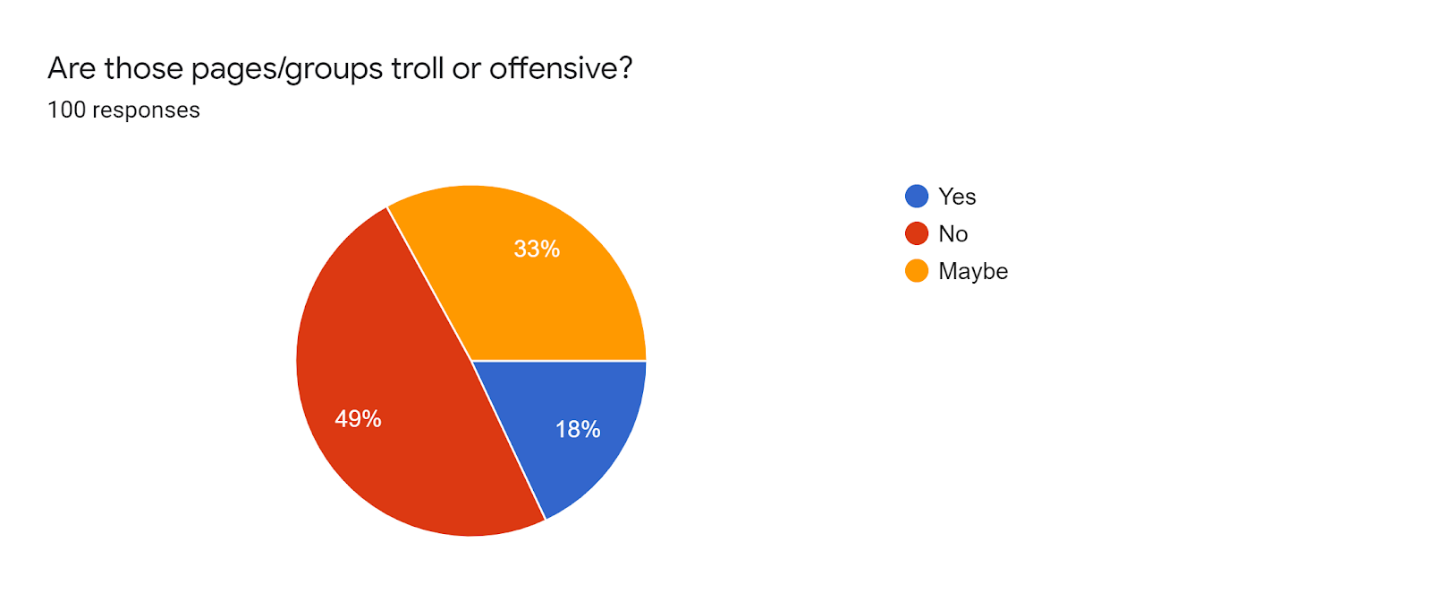 Are those pages/groups troll or offensive?
100 responses
Yes
No
Maybe
33%
49%
18%